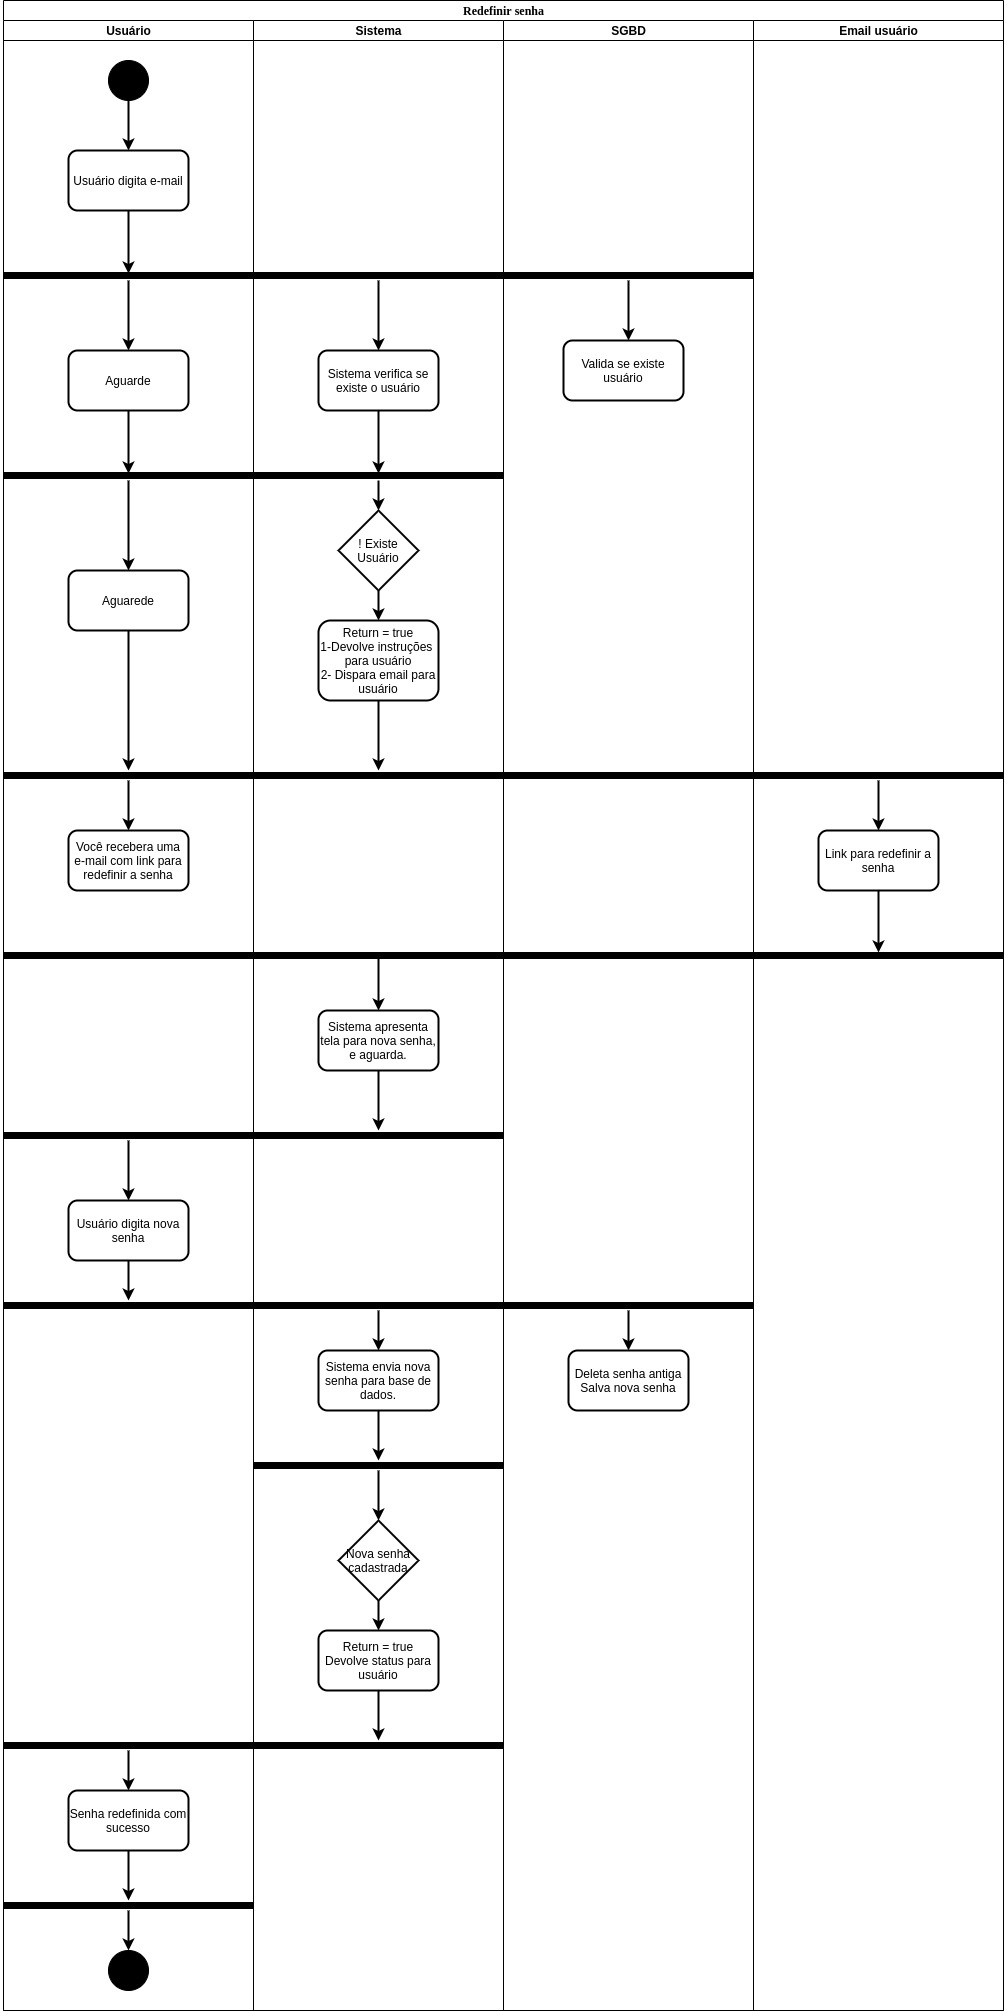 Redefinir senha
Usuário
Sistema
SGBD
Email usuário
Usuário digita e-mail
Aguarde
Sistema verifica se
existe o usuário
Valida se existe
usuário
! Existe
Usuário
Aguarede
Return = true
1-Devolve instruções
para usuário
2- Dispara email para
usuário
Você recebera uma
e-mail com link para
redefinir a senha
Link para redefinir a
senha
Sistema apresenta
tela para nova senha,
e aguarda.
Usuário digita nova
senha
Sistema envia nova
senha para base de
dados.
Deleta senha antiga
Salva nova senha
Nova senha
cadastrada
Return = true
Devolve status para
usuário
Senha redefinida com
sucesso